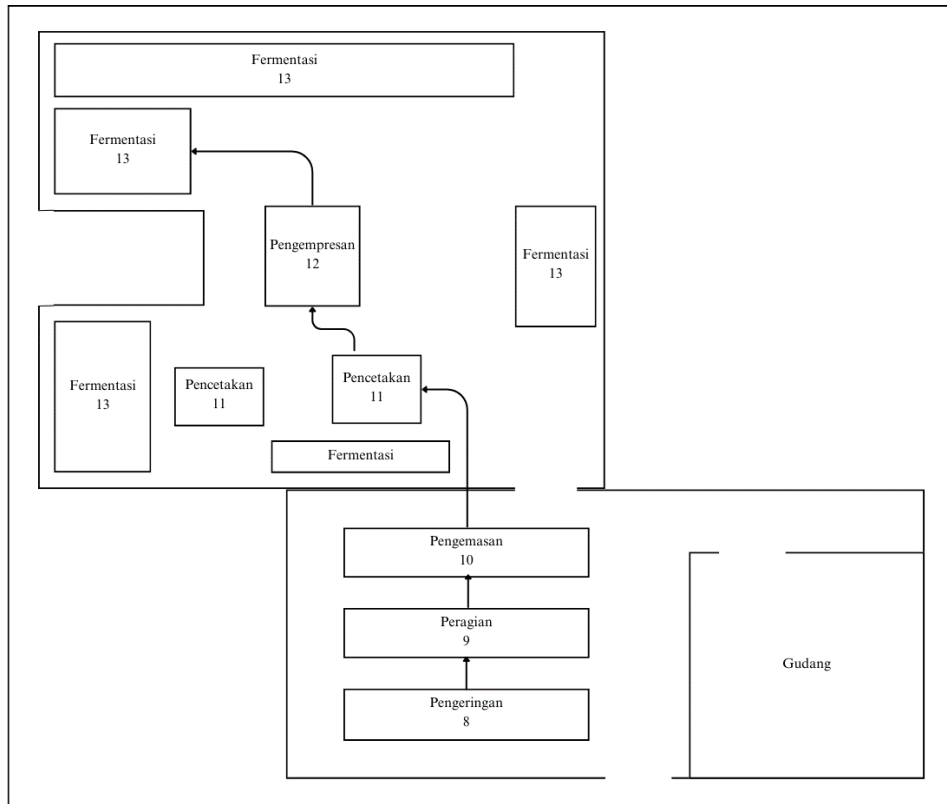 Fermentasi
13
Fermentasi
13
Pengempresan
12
Fermentasi
13
Fermentasi
13
Pencetakan
11
Pencetakan
11
Fermentasi
Pengemasan
10
Peragian
9
Gudang
Pengeringan
8